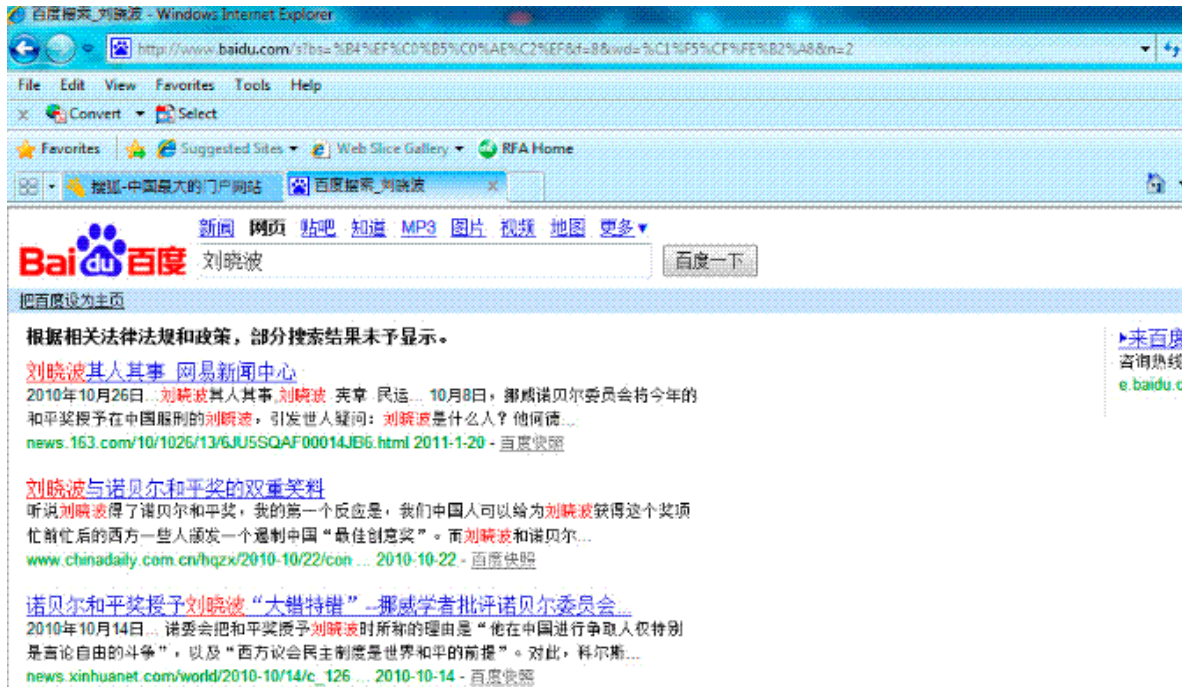 百度搜索_刘晓波 - Windows Internet Explorer
http://www.baidu.com/s?bs=%B4%EF%C0%B5%C0%AE%C2%EF&f=8&wd=%C1%F5%CF%FE%B2%A8&n=2
File Edit View Favorites Tools Help
x Convert Select
Favorites Suggested Sites Web Slice Gallery RFA Home
搜狐-中国最大的门户网站 百度搜索_刘晓波 x
新闻 网页 贴吧 知道 MP3 图片 视频 地图 更多▼
Bai du 百度 刘晓波 百度一下
把百度设为主页
根据相关法律法规和政策，部分搜索结果未予显示。
▸来百度
刘晓波其人其事_网易新闻中心
咨询热线
2010年10月26日...刘晓波其人其事,刘晓波 宪章 民运... 10月8日，挪威诺贝尔委员会将今年的
e.baidu.c
和平奖授予在中国服刑的刘晓波，引发世人疑问：刘晓波是什么人？他何德...
news.163.com/10/1026/13/6JU5SQAF00014JB6.html 2011-1-20 - 百度快照
刘晓波与诺贝尔和平奖的双重笑料
听说刘晓波得了诺贝尔和平奖，我的第一个反应是，我们中国人可以给为刘晓波获得这个奖项
忙前忙后的西方一些人颁发一个遏制中国“最佳创意奖”。而刘晓波和诺贝尔...
www.chinadaily.com.cn/hqzx/2010-10/22/con ... 2010-10-22 - 百度快照
诺贝尔和平奖授予刘晓波“大错特错”--挪威学者批评诺贝尔委员会...
2010年10月14日... 诺委会把和平奖授予刘晓波时所称的理由是“他在中国进行争取人权特别
是言论自由的斗争”，以及“西方议会民主制度是世界和平的前提”。对此，科尔斯...
news.xinhuanet.com/world/2010-10/14/c_126 ... 2010-10-14 - 百度快照